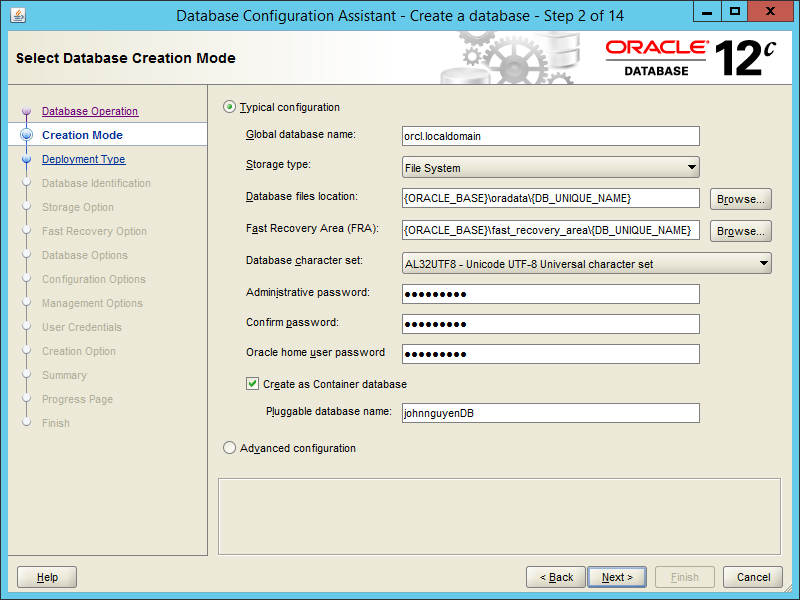 Database Configuration Assistant - Create a database - Step 2 of 14
Select Database Creation Mode
ORACLE®
DATABASE
12c
Database Operation
Creation Mode
Deployment Type
Database Identification
Storage Option
Fast Recovery Option
Database Options
Configuration Options
Management Options
User Credentials
Creation Option
Summary
Progress Page
Finish
Typical configuration
Global database name: orcl.localdomain
Storage type: File System
Database files location: {ORACLE_BASE}\oradata\{DB_UNIQUE_NAME} Browse...
Fast Recovery Area (FRA): {ORACLE_BASE}\fast_recovery_area\{DB_UNIQUE_NAME} Browse...
Database character set: AL32UTF8 - Unicode UTF-8 Universal character set
Administrative password: ●●●●●●●●●
Confirm password: ●●●●●●●●●
Oracle home user password ●●●●●●●●●
Create as Container database
Pluggable database name: johnnguyenDB
Advanced configuration
Help < Back Next > Finish Cancel